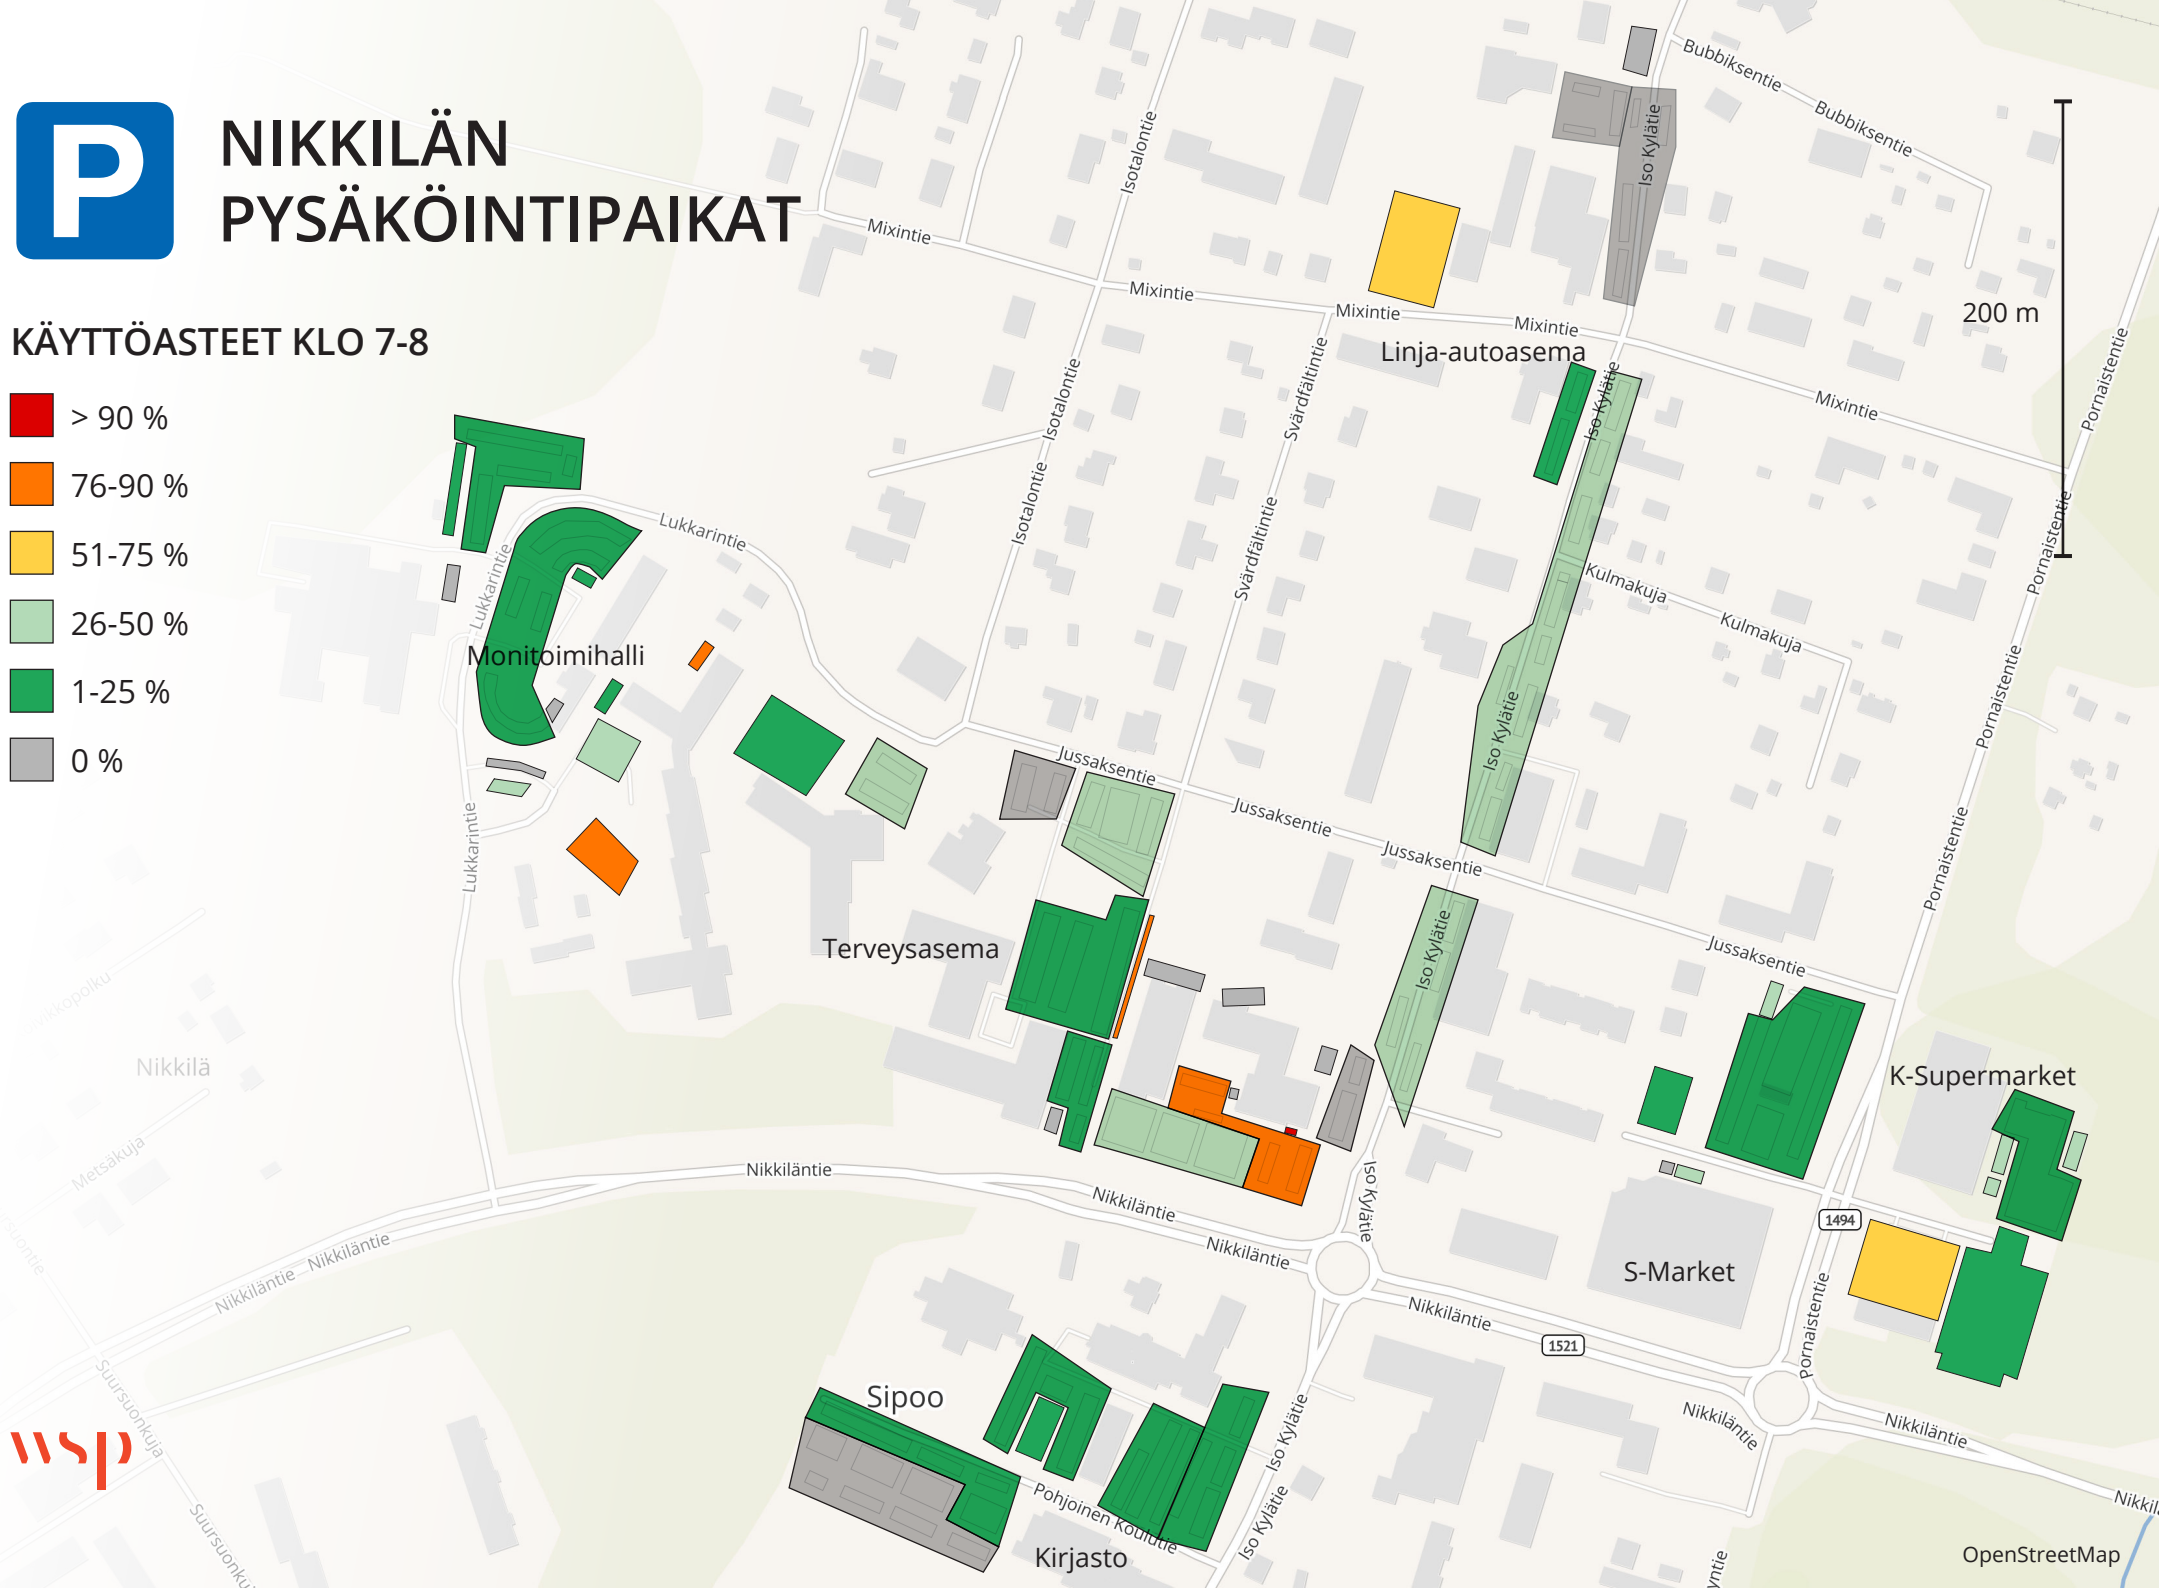 P
NIKKILÄN
PYSÄKÖINTIPAIKAT
KÄYTTÖASTEET KLO 7-8
> 90 %
76-90 %
51-75 %
26-50 %
1-25 %
0 %
200 m
Bubbiksentie
Bubbiksentie
Iso Kylätie
Isotalontie
Mixintie
Mixintie
Mixintie
Mixintie
Mixintie
Linja-autoasema
Iso Kylätie
Svärdfältintie
Isotalontie
Pornaistentie
Isotalontie
Svärdfältintie
Lukkarintie
Lukkarintie
Kulmakuja
Kulmakuja
Pornaistentie
Monitoimihalli
Iso Kylätie
Pornaistentie
Jussaksentie
Jussaksentie
Jussaksentie
Lukkarintie
Pornaistentie
Terveysasema
Iso Kylätie
Jussaksentie
Nikkilä
K-Supermarket
Metsäkuja
Nikkiläntie
Nikkiläntie
Nikkiläntie
Iso Kylätie
1494
Nikkiläntie
Nikkiläntie
S-Market
Nikkiläntie
1521
Pornaistentie
Suursuonkuja
Sipoo
Iso Kylätie
Nikkiläntie
Nikkiläntie
wsp
Pohjoinen Koulutie
Iso Kylätie
Kirjasto
OpenStreetMap